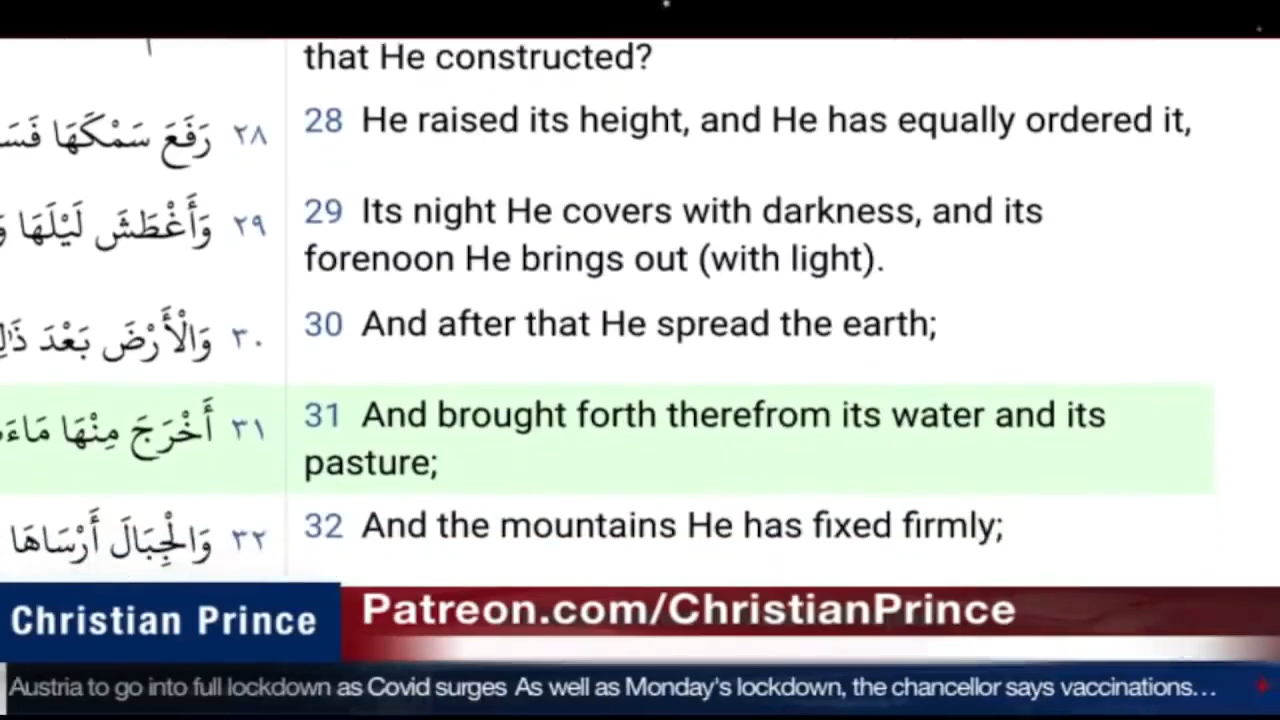 that He constructed?
٢٨ رَفَعَ سَمْكَهَا
28 He raised its height, and He has equally ordered it,
٢٩ وَأَغْطَشَ لَيْلَهَا
29 Its night He covers with darkness, and its
forenoon He brings out (with light).
٣٠ وَالْأَرْضَ بَعْدَ
30 And after that He spread the earth;
٣١ أَخْرَجَ مِنْهَا
31 And brought forth therefrom its water and its
pasture;
٣٢ وَالْجِبَالَ أَرْسَاهَا
32 And the mountains He has fixed firmly;
Christian Prince
Patreon.com/ChristianPrince
Austria to go into full lockdown as Covid surges As well as Monday's lockdown, the chancellor says vaccinations...